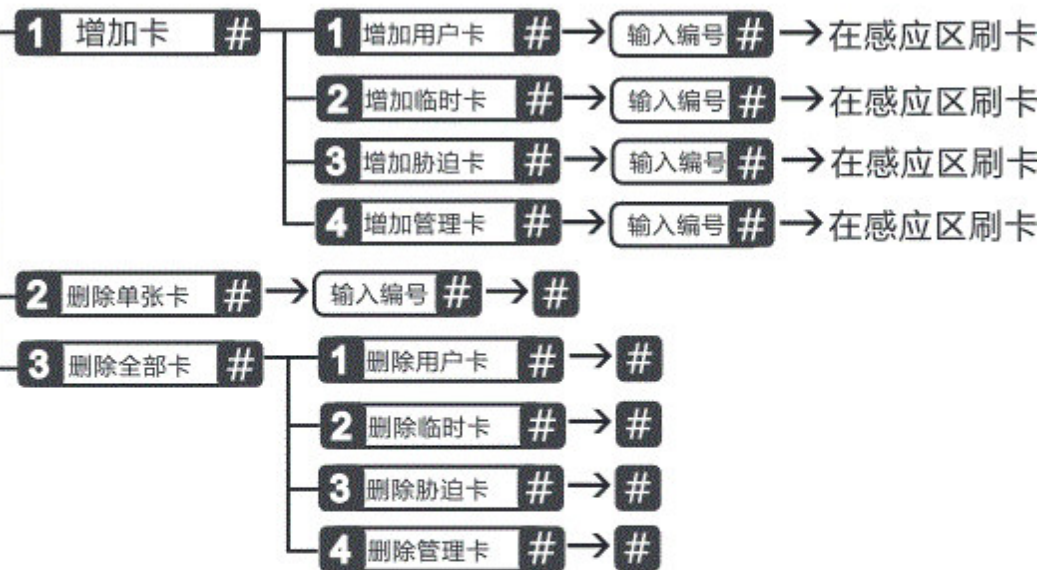 1 增加卡 # 1 增加用户卡 # → 输入编号 # → 在感应区刷卡
2 增加临时卡 # → 输入编号 # → 在感应区刷卡
3 增加胁迫卡 # → 输入编号 # → 在感应区刷卡
4 增加管理卡 # → 输入编号 # → 在感应区刷卡
2 删除单张卡 # → 输入编号 # → #
3 删除全部卡 # 1 删除用户卡 # → #
2 删除临时卡 # → #
3 删除胁迫卡 # → #
4 删除管理卡 # → #